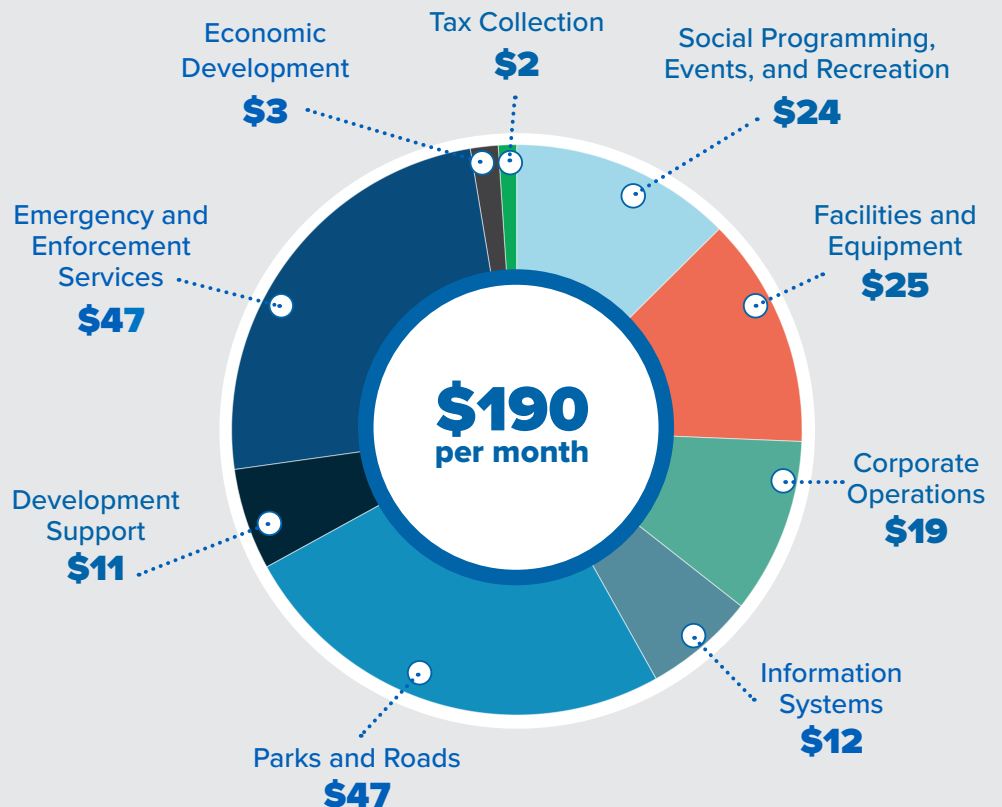 Tax Collection
$2
Economic
Development
$3
Social Programming,
Events, and Recreation
$24
Emergency and
Enforcement
Services
$47
Facilities and
Equipment
$25
$190
per month
Corporate
Operations
$19
Development
Support
$11
Information
Systems
$12
Parks and Roads
$47